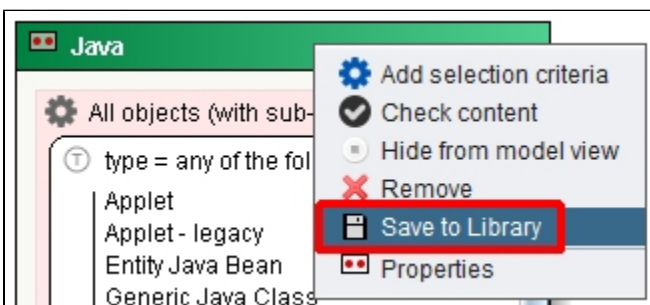 Java
All objects (with sub-
type = any of the fol
Applet
Applet - legacy
Entity Java Bean
Generic Java Class
Add selection criteria
Check content
Hide from model view
Remove
Save to Library
Properties